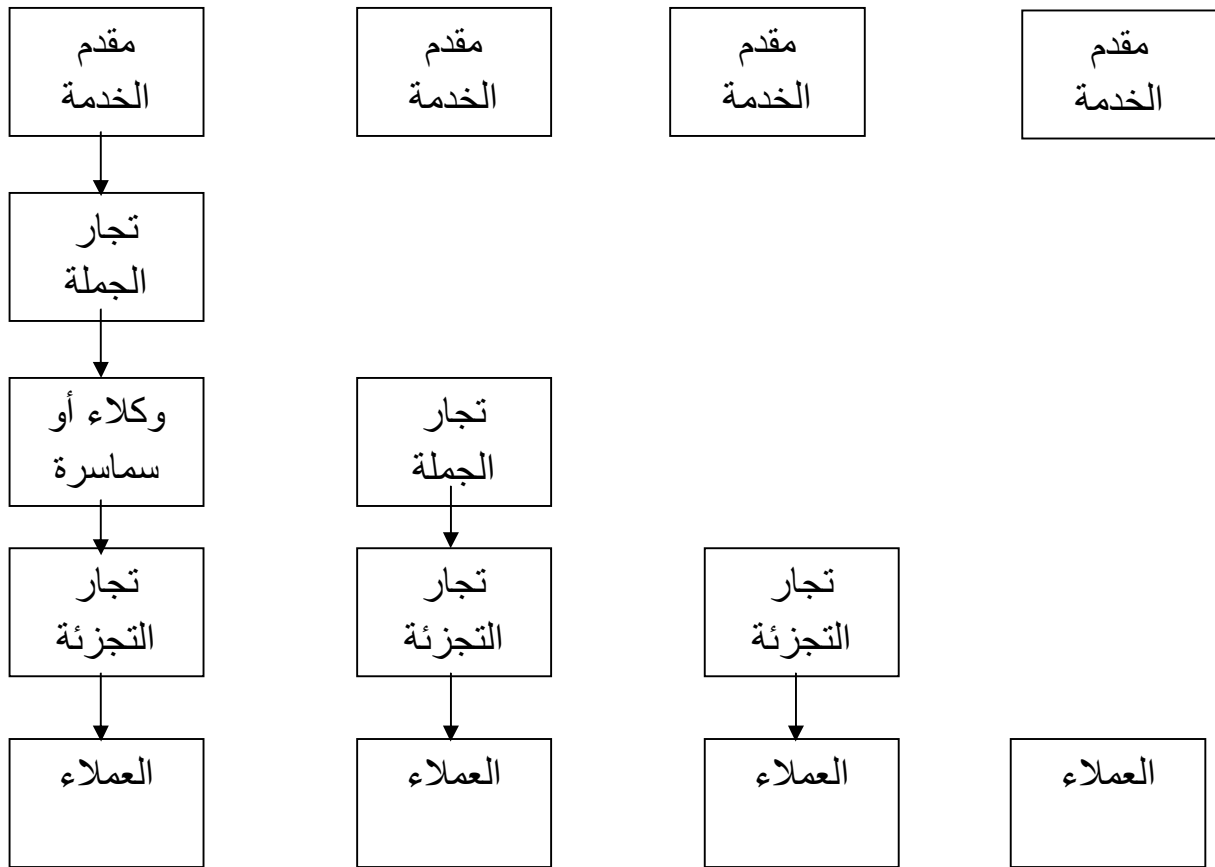 مقدم
الخدمة
مقدم
الخدمة
مقدم
الخدمة
مقدم
الخدمة
تجار
الجملة
تجار
الجملة
وكلاء أو
سماسرة
تجار
التجزئة
تجار
التجزئة
تجار
التجزئة
العملاء
العملاء
العملاء
العملاء